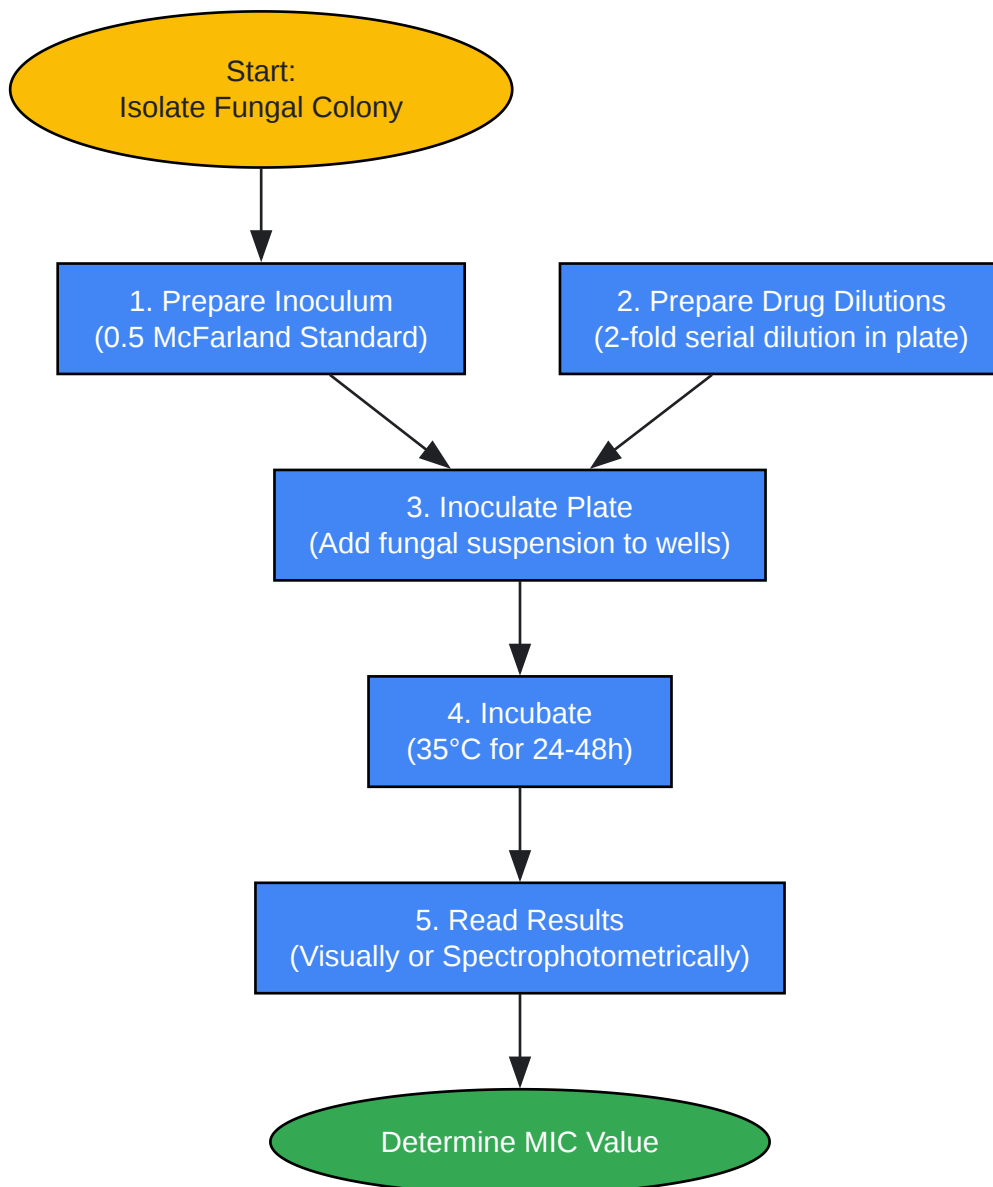 Start:
Isolate Fungal Colony
1. Prepare Inoculum
(0.5 McFarland Standard)
2. Prepare Drug Dilutions
(2-fold serial dilution in plate)
3. Inoculate Plate
(Add fungal suspension to wells)
4. Incubate
(35°C for 24-48h)
5. Read Results
(Visually or Spectrophotometrically)
Determine MIC Value